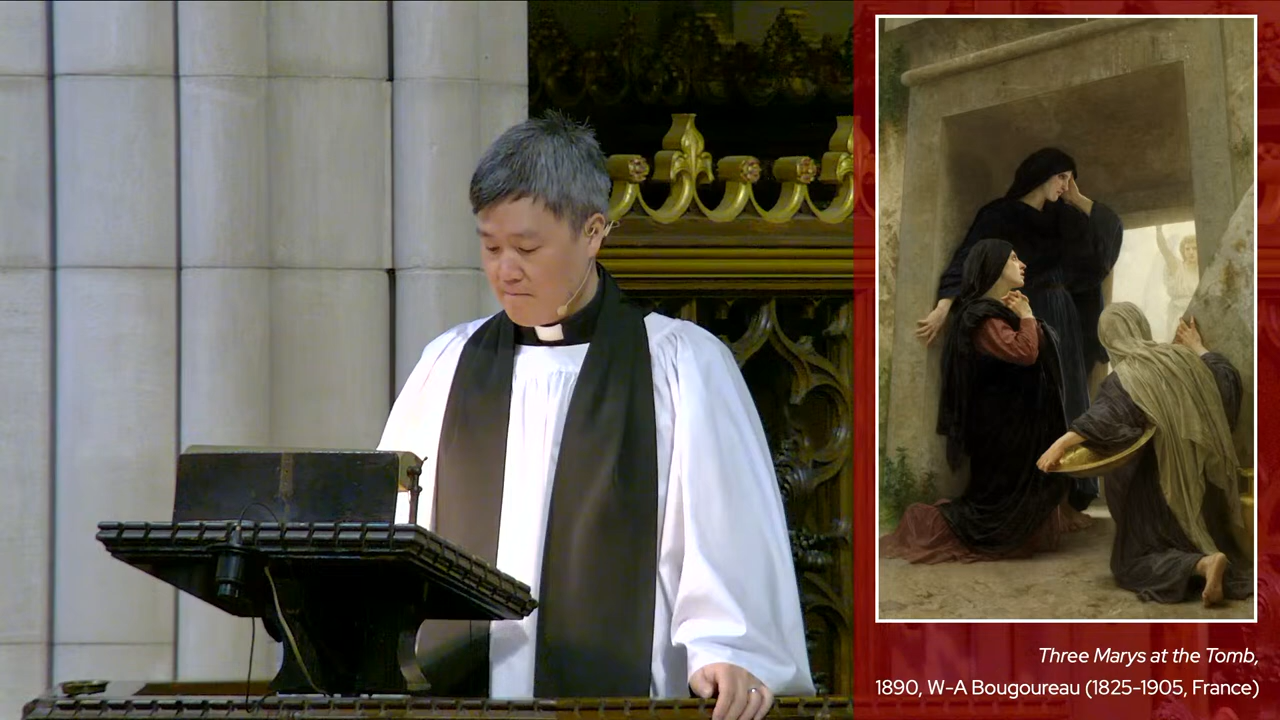 Three Marys at the Tomb,
1890, W-A Bougoureau (1825-1905, France)